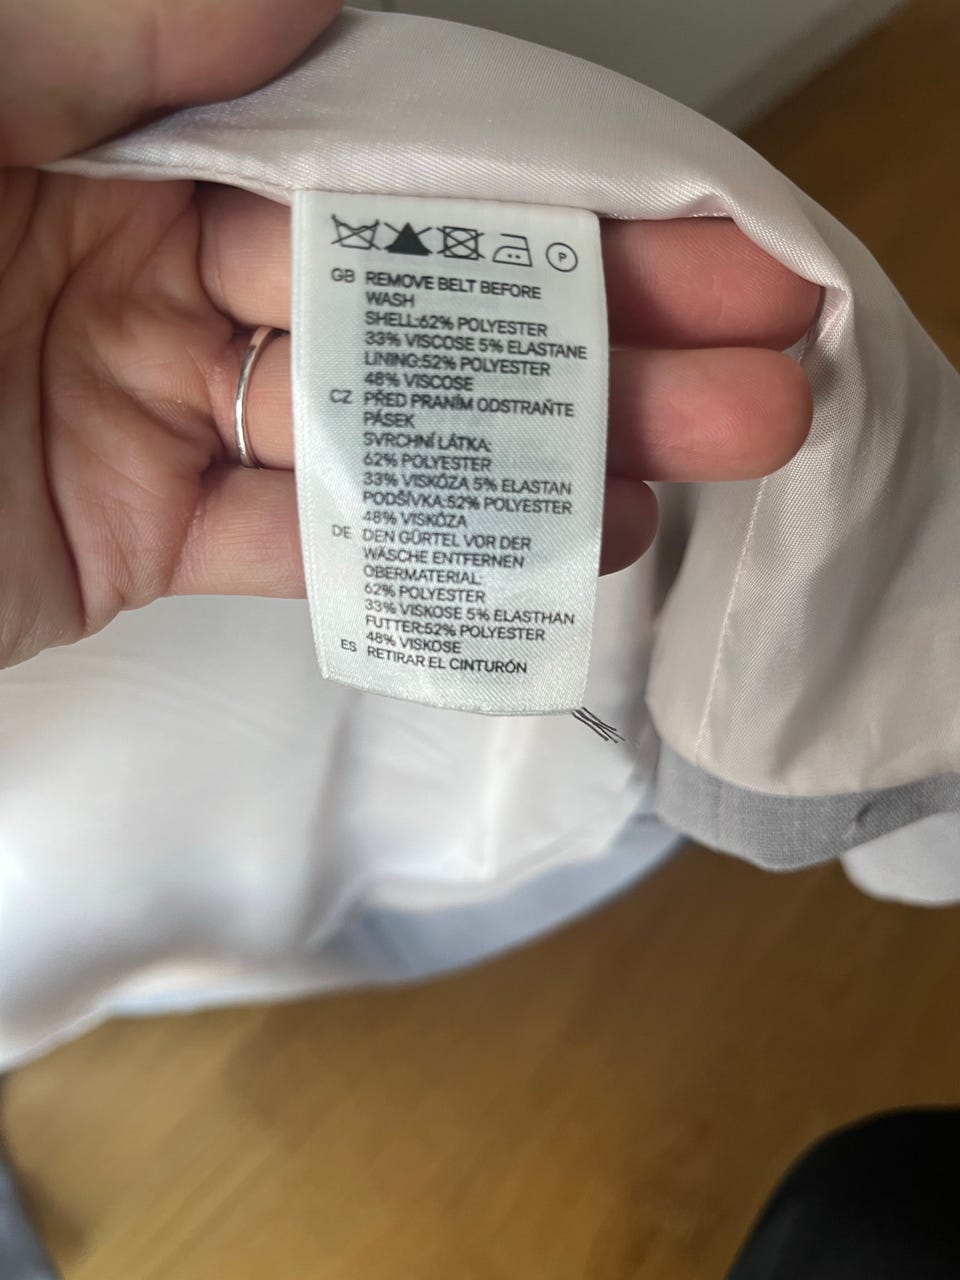 P
GB REMOVE BELT BEFORE
WASH
SHELL:62% POLYESTER
33% VISCOSE 5% ELASTANE
LINING:52% POLYESTER
48% VISCOSE
CZ PŘED PRANÍM ODSTRAŇTE
PÁSEK
SVRCHNÍ LÁTKA:
62% POLYESTER
33% VISKÓZA 5% ELASTAN
PODŠÍVKA:52% POLYESTER
48% VISKÓZA
DE DEN GÜRTEL VOR DER
WÄSCHE ENTFERNEN
OBERMATERIAL:
62% POLYESTER
33% VISKOSE 5% ELASTHAN
FUTTER:52% POLYESTER
48% VISKOSE
ES RETIRAR EL CINTURÓN